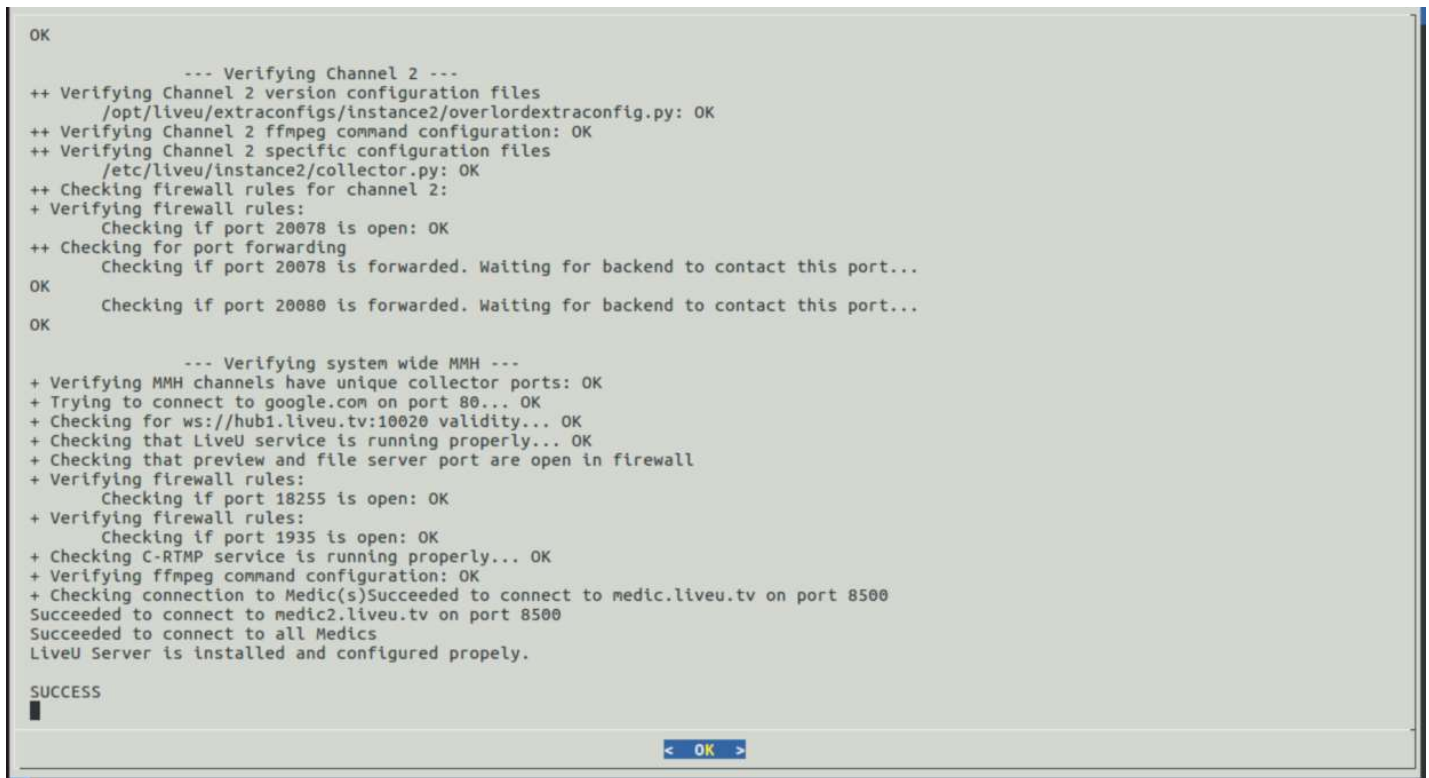 OK
--- Verifying Channel 2 ---
++ Verifying Channel 2 version configuration files
/opt/liveu/extraconfigs/instance2/overlordextraconfig.py: OK
++ Verifying Channel 2 ffmpeg command configuration: OK
++ Verifying Channel 2 specific configuration files
/etc/liveu/instance2/collector.py: OK
++ Checking firewall rules for channel 2:
+ Verifying firewall rules:
Checking if port 20078 is open: OK
++ Checking for port forwarding
Checking if port 20078 is forwarded. Waiting for backend to contact this port...
OK
Checking if port 20080 is forwarded. Waiting for backend to contact this port...
OK
--- Verifying system wide MMH ---
+ Verifying MMH channels have unique collector ports: OK
+ Trying to connect to google.com on port 80... OK
+ Checking for ws://hub1.liveu.tv:10020 validity... OK
+ Checking that LiveU service is running properly... OK
+ Checking that preview and file server port are open in firewall
+ Verifying firewall rules:
Checking if port 18255 is open: OK
+ Verifying firewall rules:
Checking if port 1935 is open: OK
+ Checking C-RTMP service is running properly... OK
+ Verifying ffmpeg command configuration: OK
+ Checking connection to Medic(s)Succeeded to connect to medic.liveu.tv on port 8500
Succeeded to connect to medic2.liveu.tv on port 8500
Succeeded to connect to all Medics
LiveU Server is installed and configured propely.
SUCCESS
< OK >